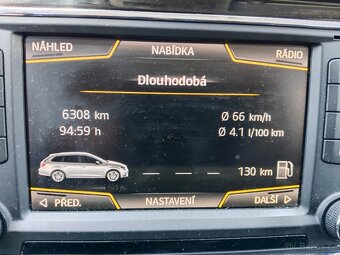 NÁHLED NABÍDKA RÁDIO
Dlouhodobá
6308 km Ø 66 km/h
94:59 h Ø 4.1 l/100 km
130 km
◁ PŘED. NASTAVENÍ DALŠÍ ▷